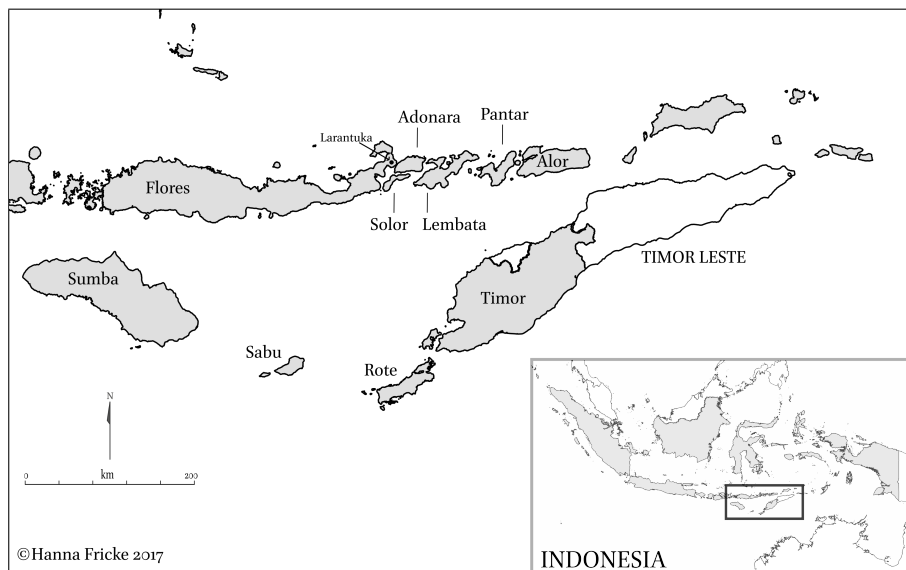 Adonara
Pantar
Larantuka
Alor
Flores
Solor
Lembata
TIMOR LESTE
Sumba
Timor
Sabu
Rote
N
0
km
200
©Hanna Fricke 2017
INDONESIA